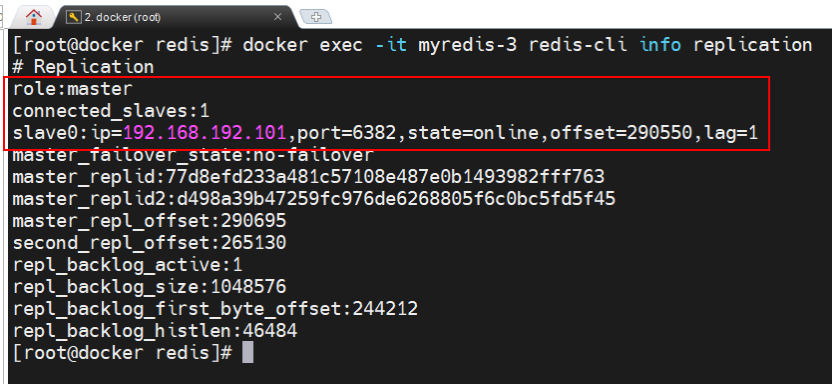 2. docker (root)
[root@docker redis]# docker exec -it myredis-3 redis-cli info replication
# Replication
role:master
connected_slaves:1
slave0:ip=192.168.192.101,port=6382,state=online,offset=290550,lag=1
master_failover_state:no-failover
master_replid:77d8efd233a481c57108e487e0b1493982fff763
master_replid2:d498a39b47259fc976de6268805f6c0bc5fd5f45
master_repl_offset:290695
second_repl_offset:265130
repl_backlog_active:1
repl_backlog_size:1048576
repl_backlog_first_byte_offset:244212
repl_backlog_histlen:46484
[root@docker redis]#